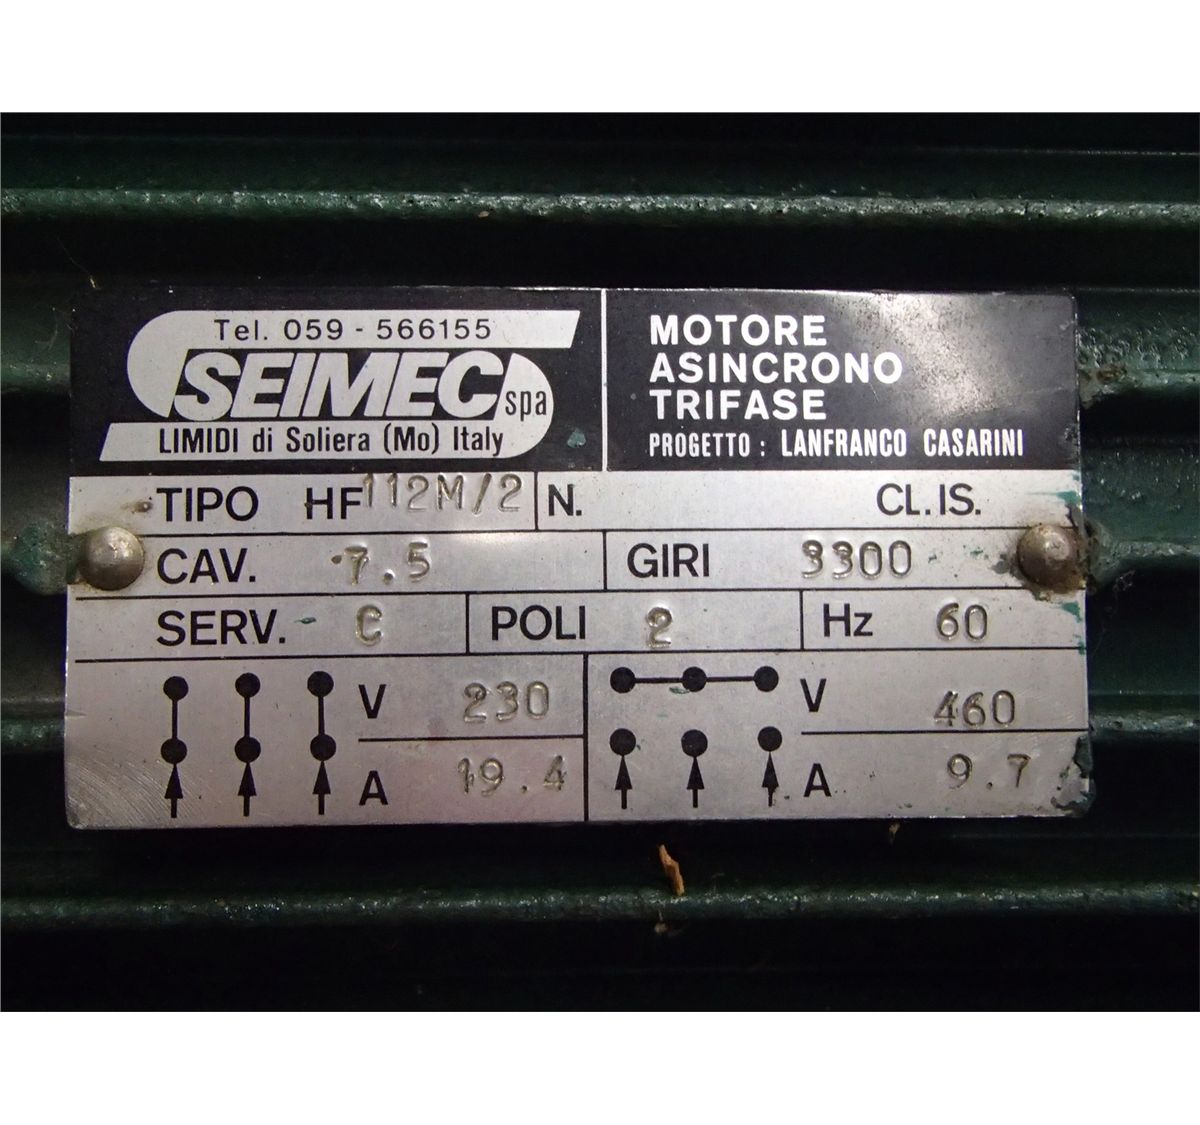 Tel. 059 - 566155
SEIMEC spa
LIMIDI di Soliera (Mo) Italy
MOTORE
ASINCRONO
TRIFASE
PROGETTO : LANFRANCO CASARINI
TIPO HF 112M/2 N. CL.IS.
CAV. 7.5 GIRI 3300
SERV. C POLI 2 Hz 60
V 230 V 460
A 19.4 A 9.7